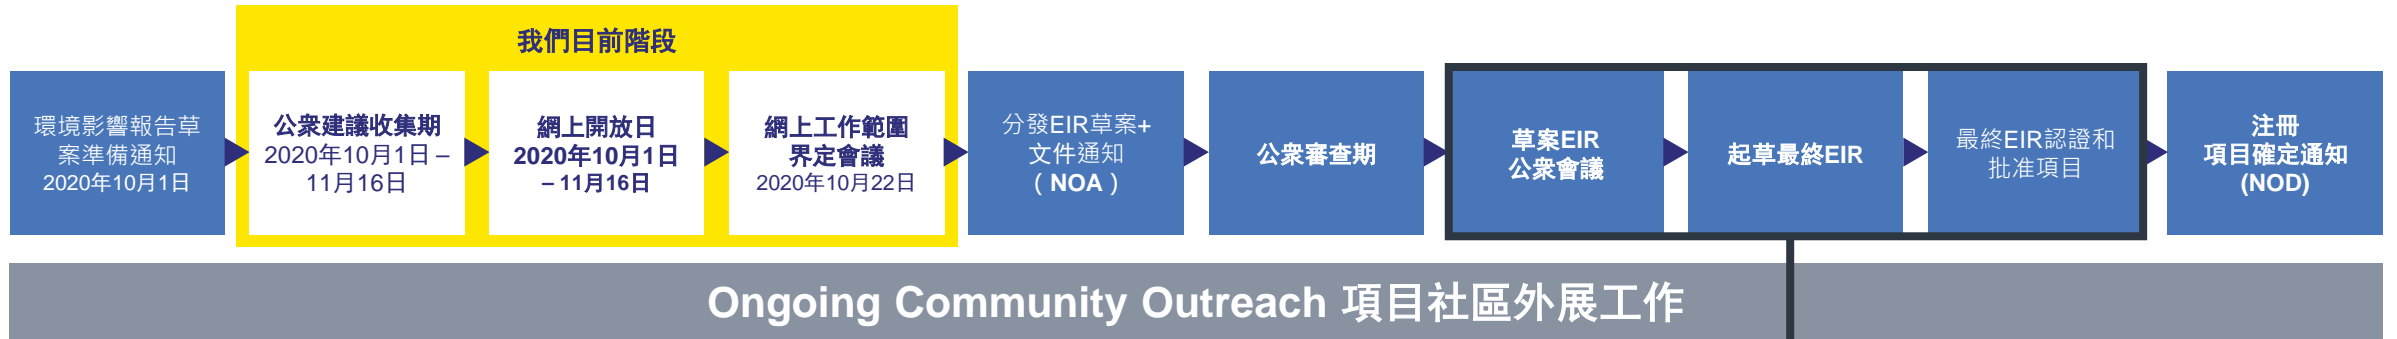 我們目前階段
環境影響報告草
案準備通知
2020年10月1日
公衆建議收集期
2020年10月1日 –
11月16日
網上開放日
2020年10月1日
– 11月16日
網上工作範圍
界定會議
2020年10月22日
分發EIR草案+
文件通知
( NOA )
公衆審查期
草案EIR
公衆會議
起草最終EIR
最終EIR認證和
批准項目
注冊
項目確定通知
(NOD)
Ongoing Community Outreach 項目社區外展工作